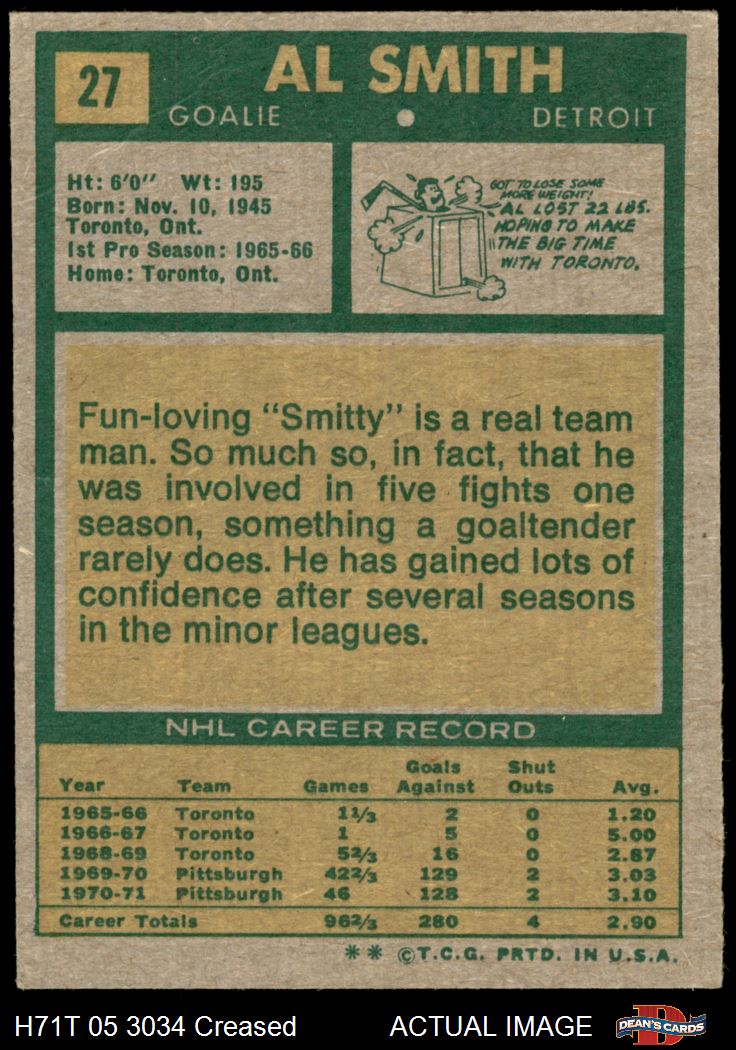 27
AL SMITH
GOALIE
DETROIT
Ht: 6'0" Wt: 195
Born: Nov. 10, 1945
Toronto, Ont.
1st Pro Season: 1965-66
Home: Toronto, Ont.
GOT TO LOSE SOME
MORE WEIGHT!
AL LOST 22 LBS.
HOPING TO MAKE
THE BIG TIME
WITH TORONTO.
Fun-loving "Smitty" is a real team
man. So much so, in fact, that he
was involved in five fights one
season, something a goaltender
rarely does. He has gained lots of
confidence after several seasons
in the minor leagues.
NHL CAREER RECORD
Goals Shut
Year Team Games Against Outs Avg.
1965-66 Toronto 1 1/3 2 0 1.20
1966-67 Toronto 1 5 0 5.00
1968-69 Toronto 5 2/3 16 0 2.87
1969-70 Pittsburgh 42 2/3 129 2 3.03
1970-71 Pittsburgh 46 128 2 3.10
Career Totals 96 2/3 280 4 2.90
** ©T.C.G. PRTD. IN U.S.A.
H71T 05 3034 Creased
ACTUAL IMAGE
D
DEAN'S CARDS